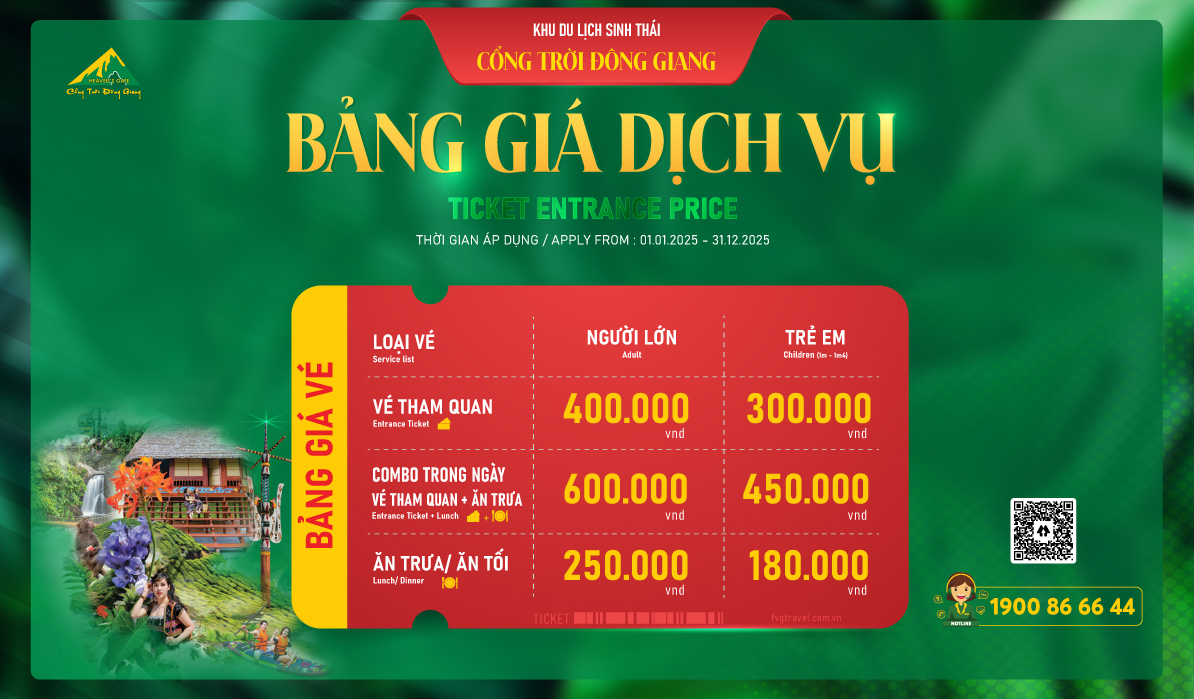 KHU DU LỊCH SINH THÁI
CỔNG TRỜI ĐÔNG GIANG
HEAVEN'S GATE
Cổng Trời Đông Giang
BẢNG GIÁ DỊCH VỤ
TICKET ENTRANCE PRICE
THỜI GIAN ÁP DỤNG / APPLY FROM : 01.01.2025 - 31.12.2025
BẢNG GIÁ VÉ
LOẠI VÉ
Service list
NGƯỜI LỚN
Adult
TRẺ EM
Children (1m - 1m4)
VÉ THAM QUAN
Entrance Ticket
400.000
vnd
300.000
vnd
COMBO TRONG NGÀY
VÉ THAM QUAN + ĂN TRƯA
Entrance Ticket + Lunch
+
600.000
vnd
450.000
vnd
ĂN TRƯA/ ĂN TỐI
Lunch/ Dinner
250.000
vnd
180.000
vnd
TICKET
fvgtravel.com.vn
HOTLINE
1900 86 66 44